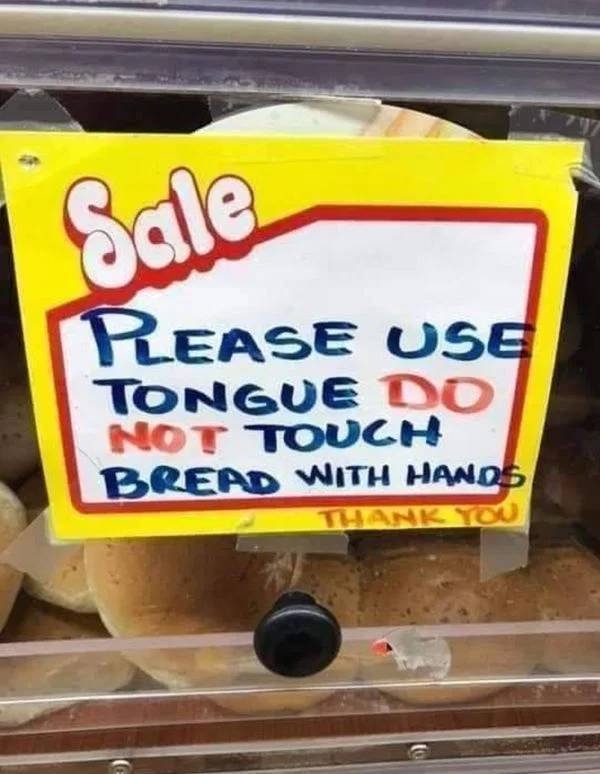 Sale
PLEASE USE
TONGUE DO
NOT TOUCH
BREAD WITH HANDS
THANK YOU